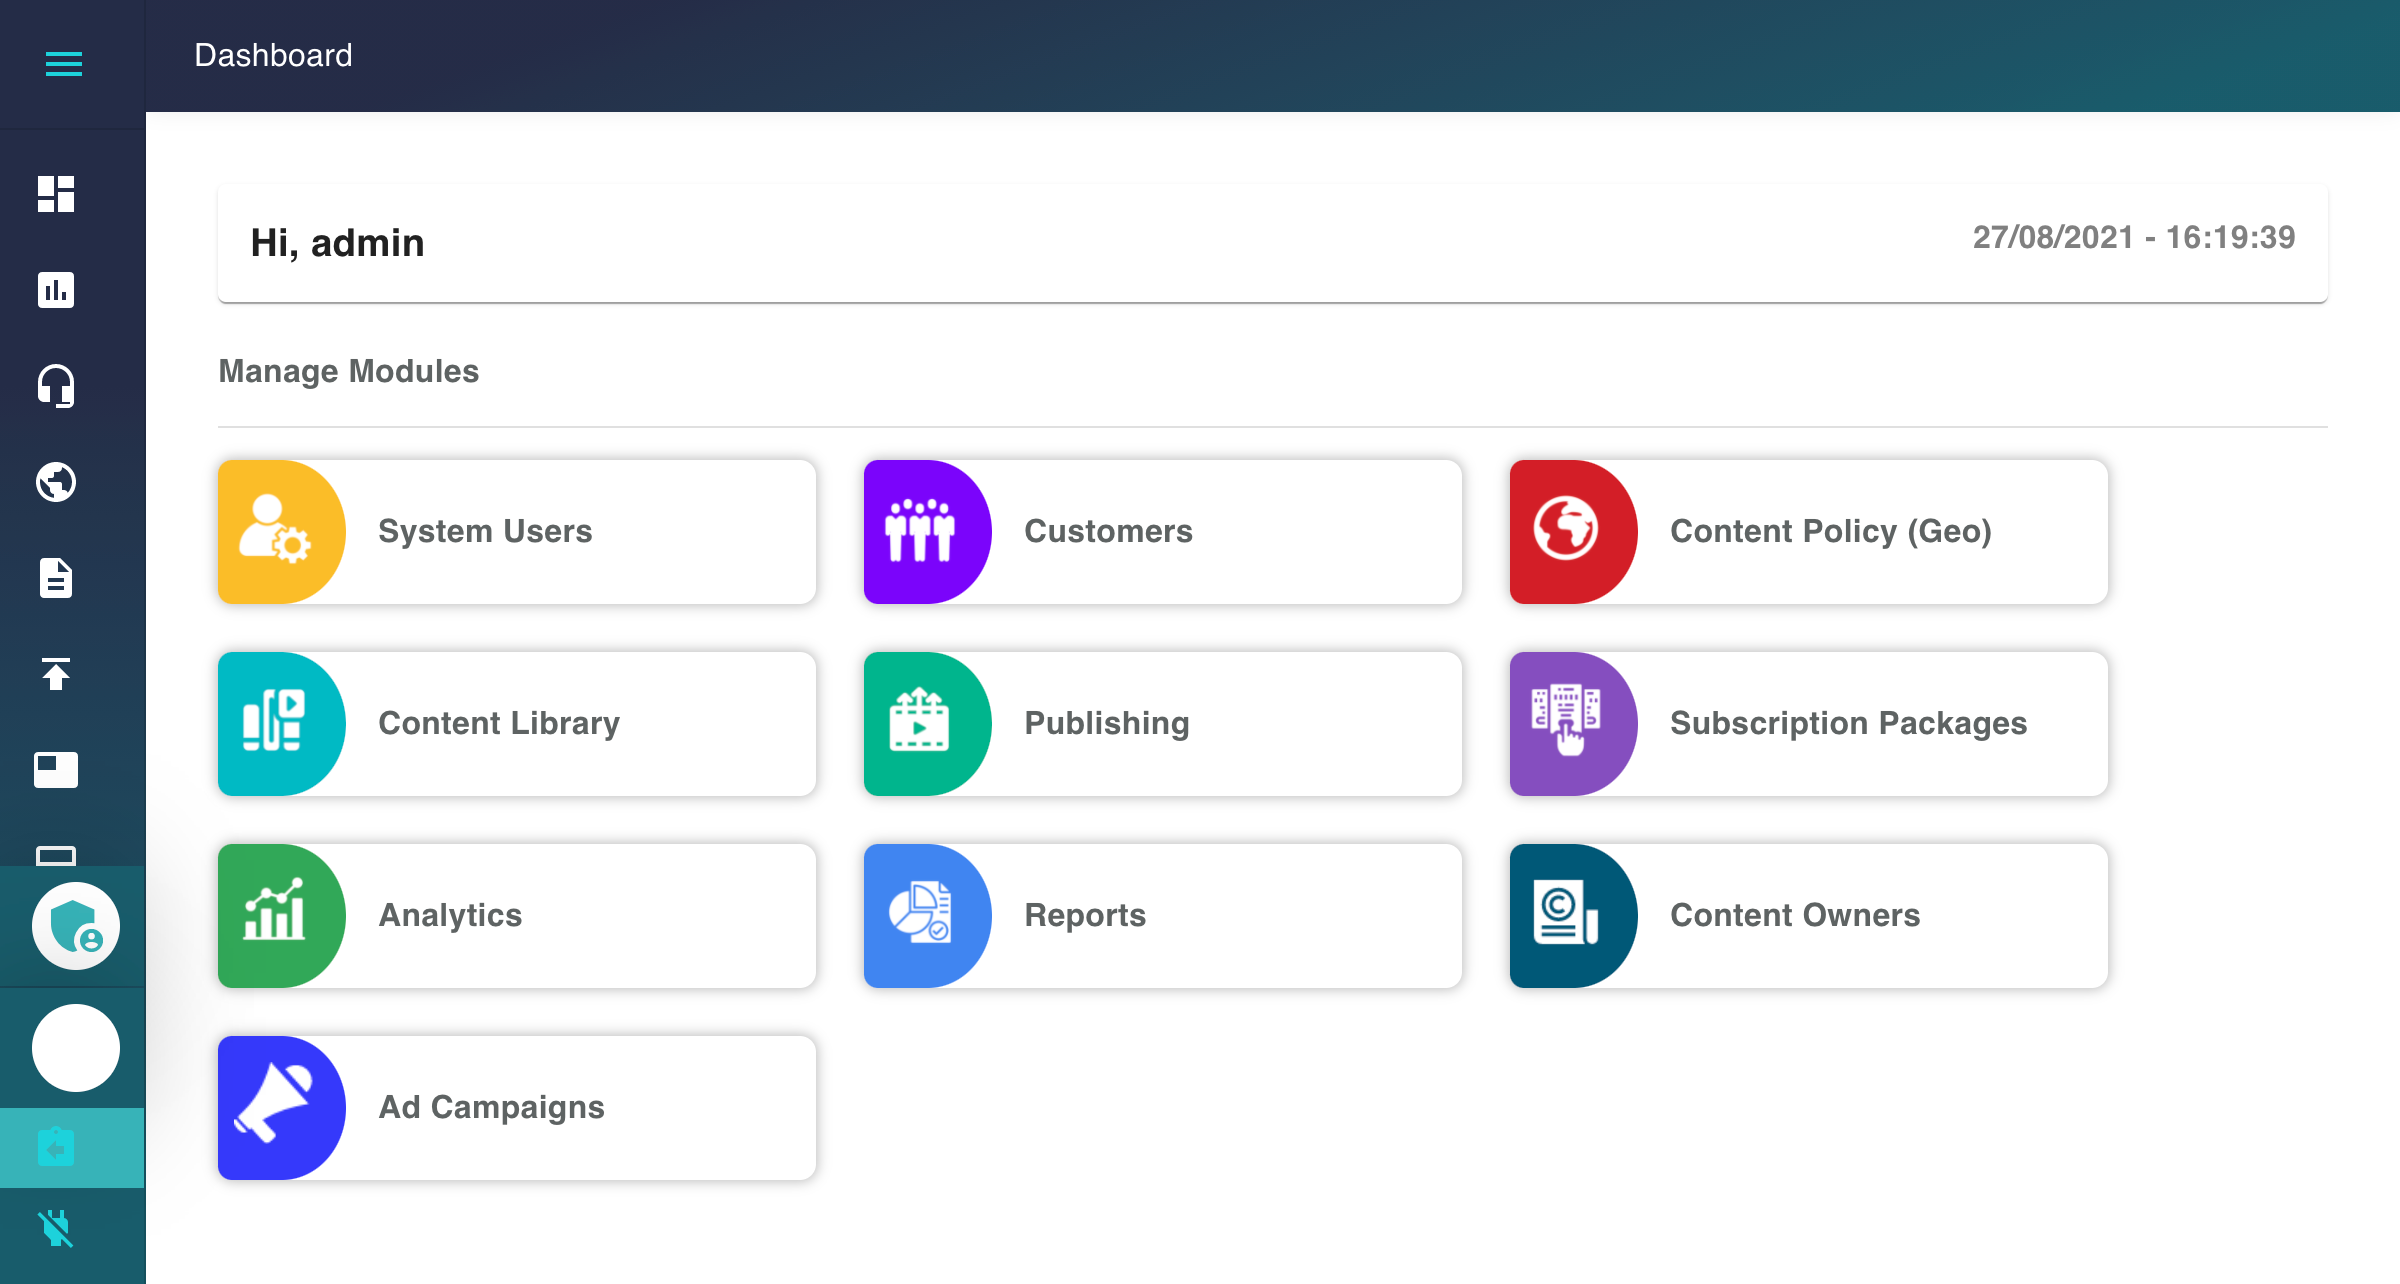 Dashboard
Hi, admin
27/08/2021 - 16:19:39
Manage Modules
System Users
Customers
Content Policy (Geo)
Content Library
Publishing
Subscription Packages
Analytics
Reports
Content Owners
Ad Campaigns